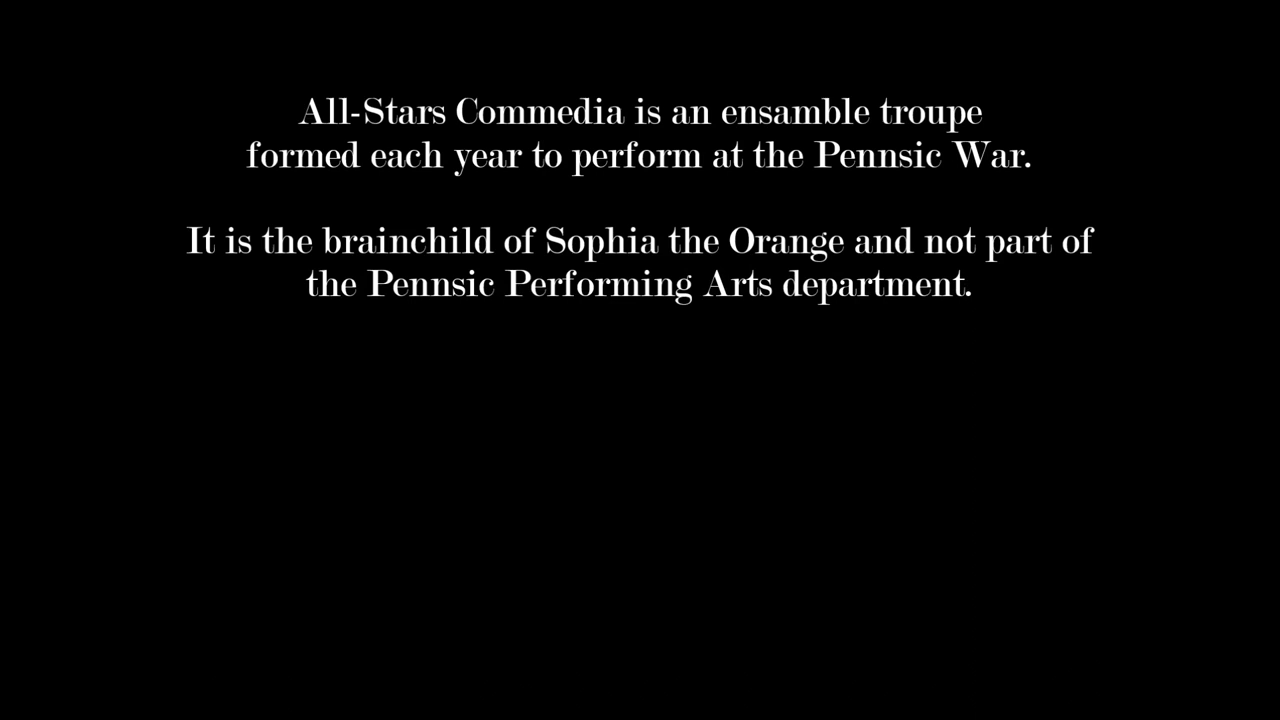 All-Stars Commedia is an ensamble troupe
formed each year to perform at the Pennsic War.
It is the brainchild of Sophia the Orange and not part of
the Pennsic Performing Arts department.